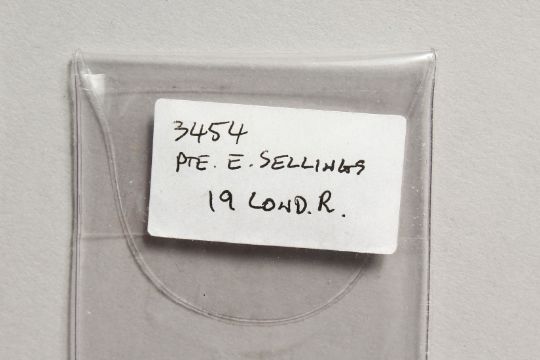 3454
PTE. E. SELLINGS
19 LOND. R.